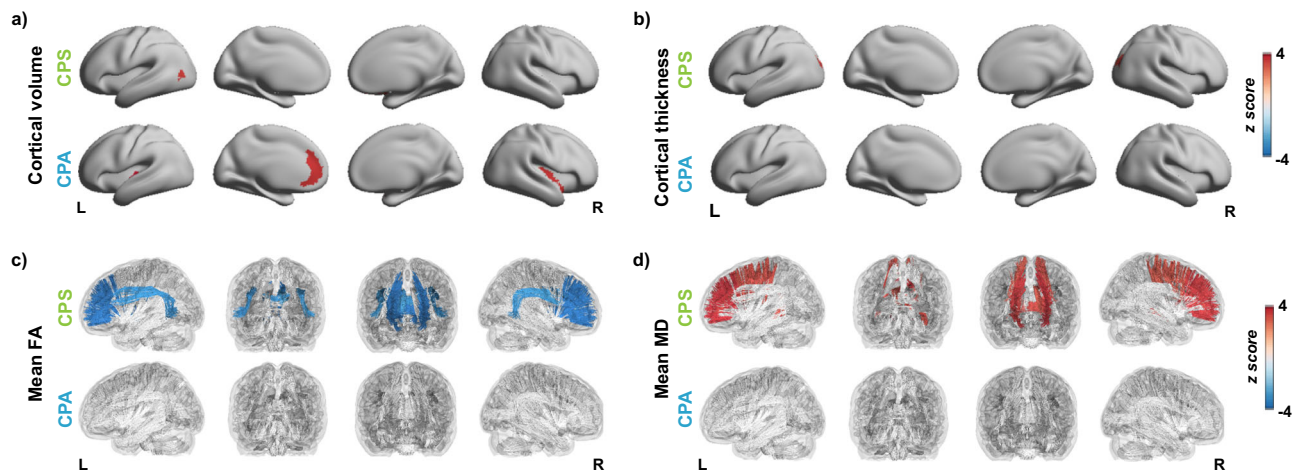 a)
Cortical volume
CPS
CPA
L
R
b)
Cortical thickness
CPS
CPA
L
R
4
z score
-4
c)
Mean FA
CPS
CPA
L
R
d)
Mean MD
CPS
CPA
L
R
4
z score
-4